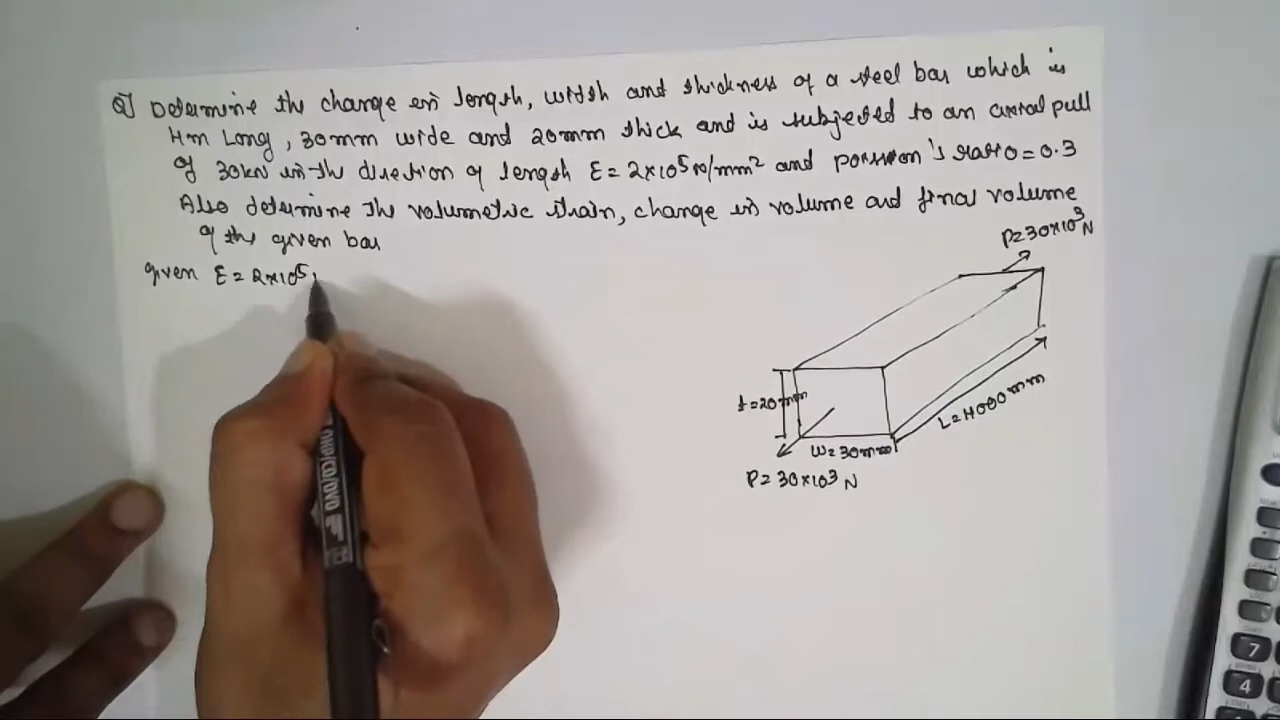 Q] Determine the change in length, width and thickness of a steel bar which is
4m Long, 30mm wide and 20mm thick and is subjected to an axial pull
of 30kN in the direction of length E = 2×10⁵ N/mm² and poisson's ratio = 0.3
Also determine the volumetric strain, change in volume and final volume
of the given bar
given E = 2×10⁵
P=30×10³ N
t=20mm
L=4000mm
W=30mm
P=30×10³ N
7
4